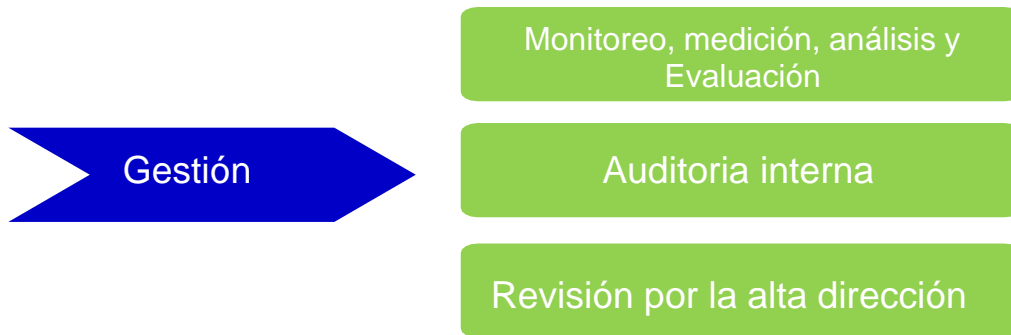 Monitoreo, medición, análisis y
Evaluación
Gestión
Auditoria interna
Revisión por la alta dirección